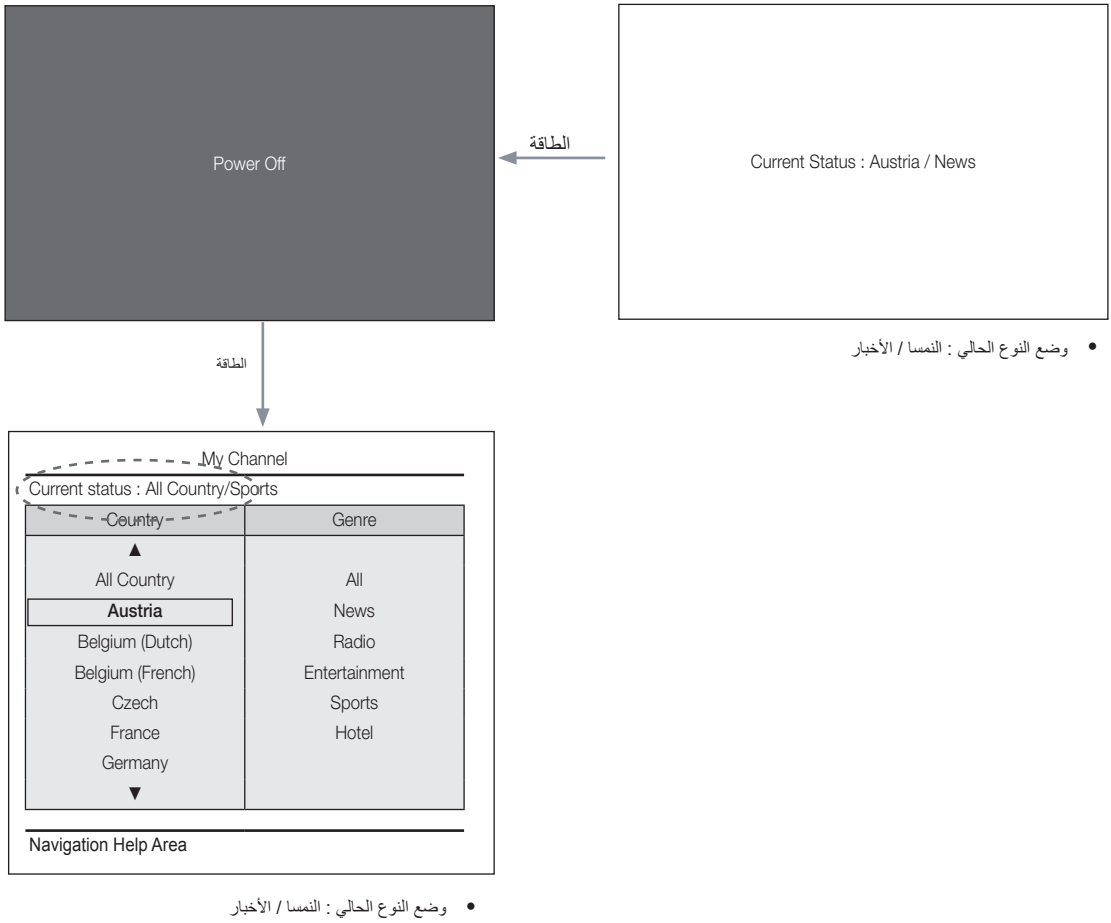 Power Off
الطاقة
Current Status : Austria / News
• وضع النوع الحالي : النمسا / الأخبار
الطاقة
My Channel
Current status : All Country/Sports
Country Genre
▲
All Country All
Austria News
Belgium (Dutch) Radio
Belgium (French) Entertainment
Czech Sports
France Hotel
Germany
▼
Navigation Help Area
• وضع النوع الحالي : النمسا / الأخبار